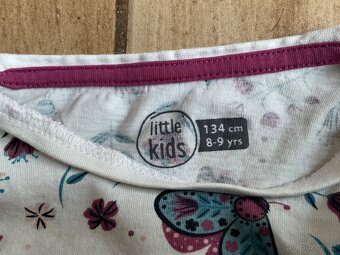 little
kids
134 cm
8-9 yrs